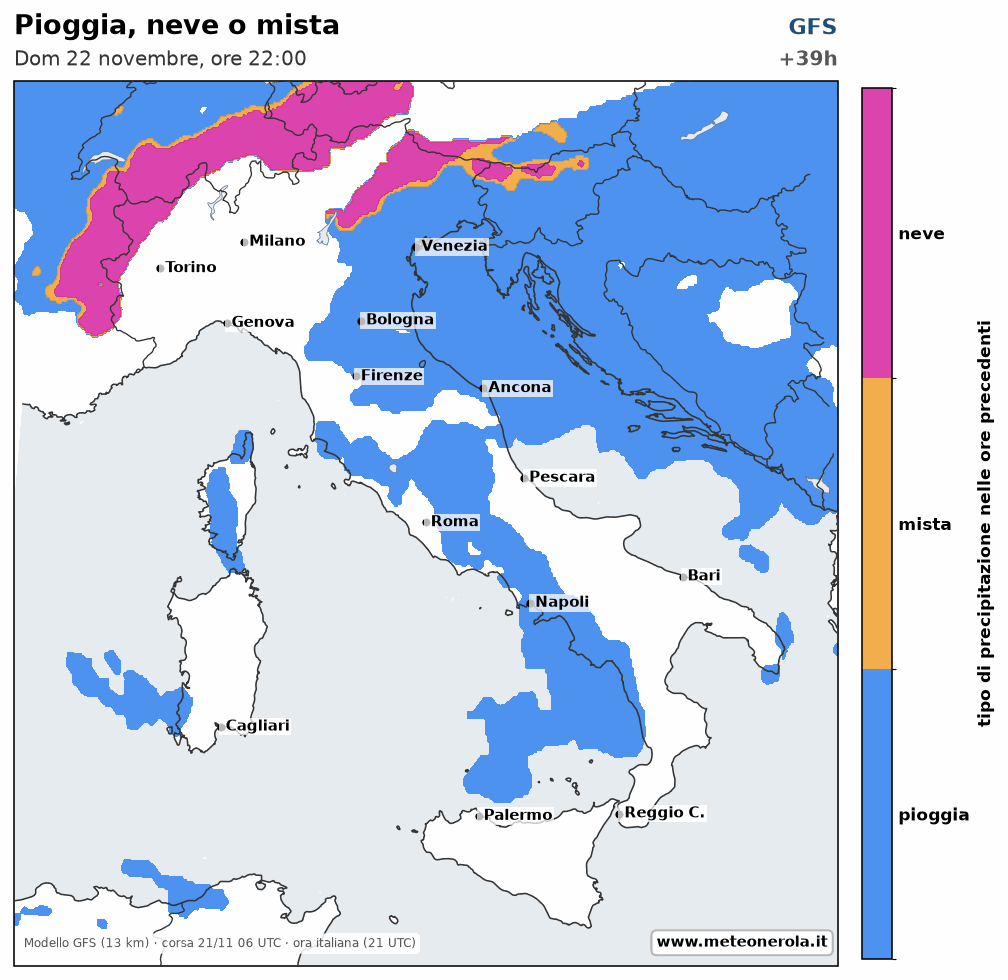 Pioggia, neve o mista
GFS
Dom 22 novembre, ore 22:00
+39h
neve
Milano
Venezia
Torino
Genova
Bologna
Firenze
Ancona
Pescara
mista
Roma
Bari
Napoli
Cagliari
Palermo
Reggio C.
pioggia
tipo di precipitazione nelle ore precedenti
Modello GFS (13 km) · corsa 21/11 06 UTC · ora italiana (21 UTC)
www.meteonerola.it